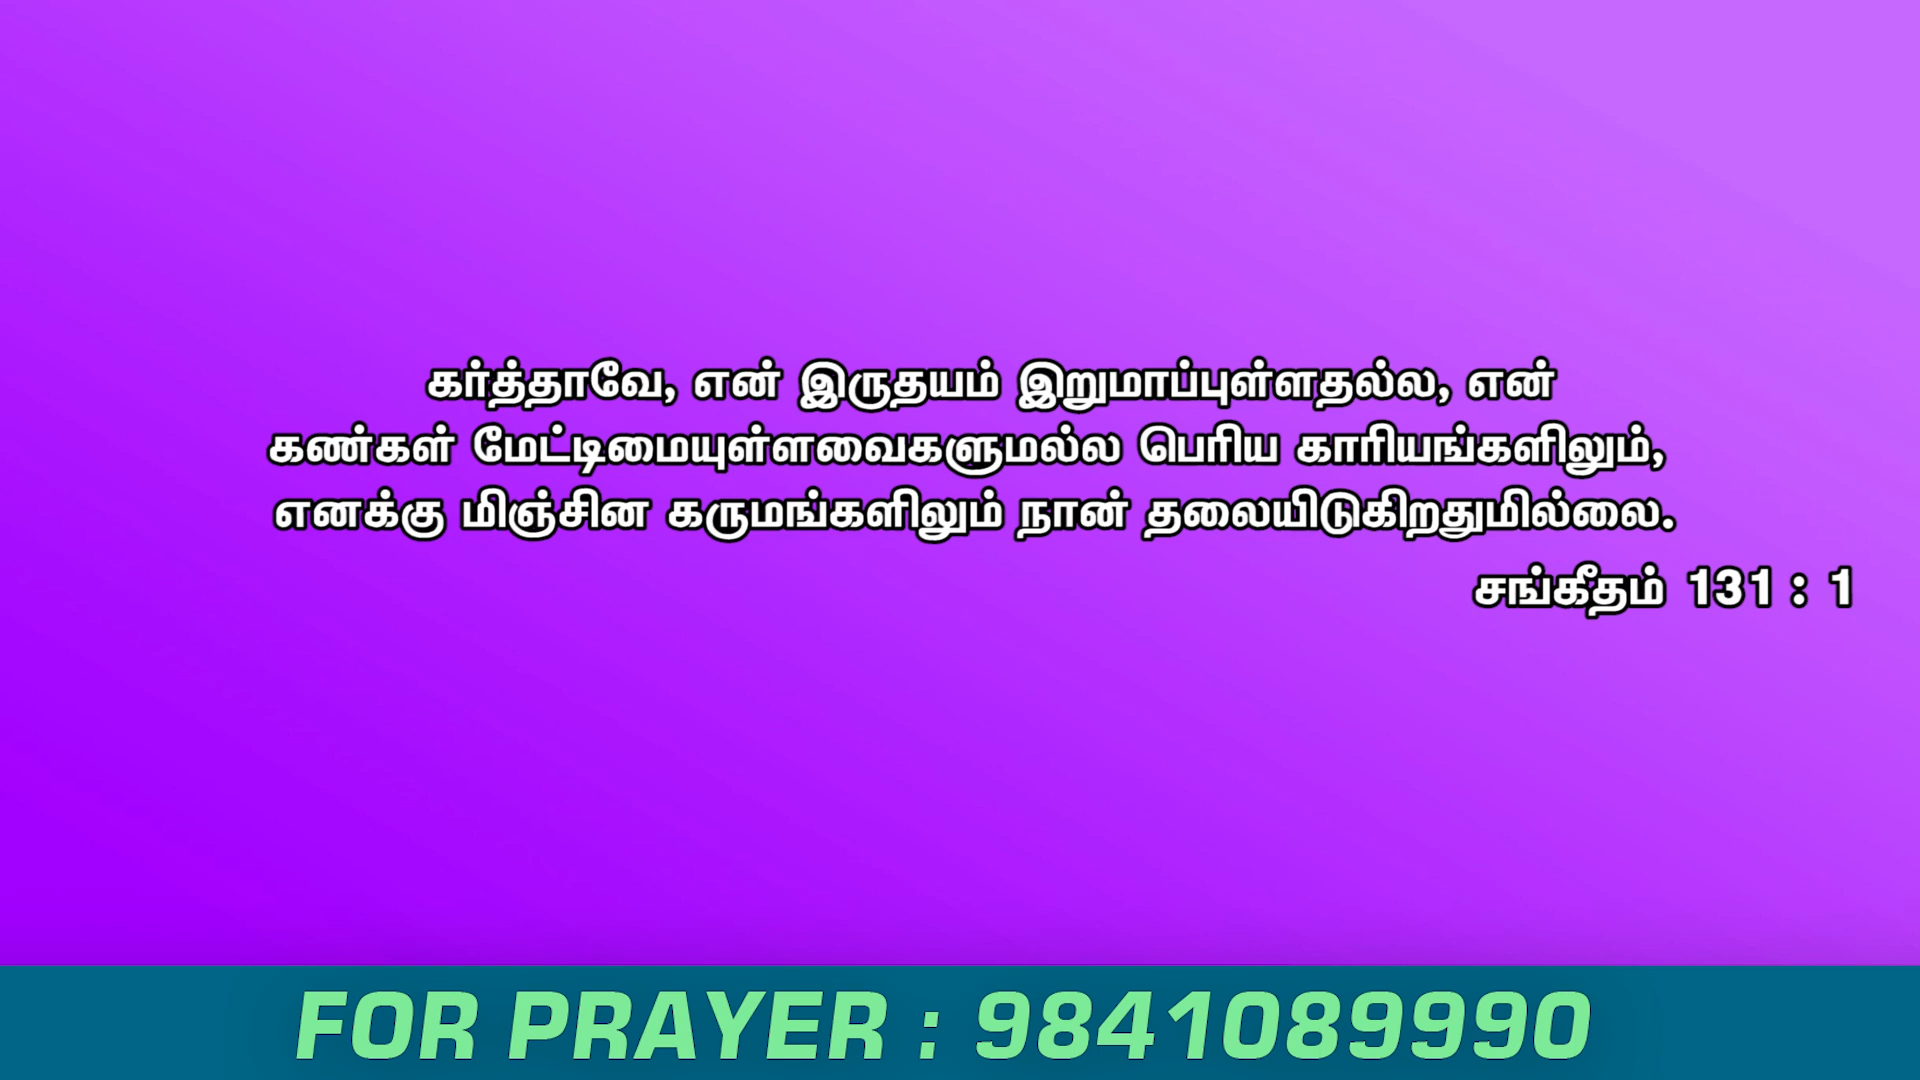 கர்த்தாவே, என் இருதயம் இறுமாப்புள்ளதல்ல, என்
கண்கள் மேட்டிமையுள்ளவைகளுமல்ல பெரிய காரியங்களிலும்,
எனக்கு மிஞ்சின கருமங்களிலும் நான் தலையிடுகிறதுமில்லை.
சங்கீதம் 131 : 1
FOR PRAYER : 9841089990